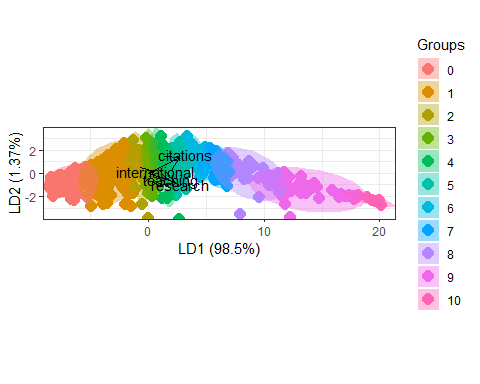 Groups
0
1
2
3
4
5
6
7
8
9
10
LD2 (1.37%)
2
0
-2
citations
international
teaching
research
0
10
20
LD1 (98.5%)